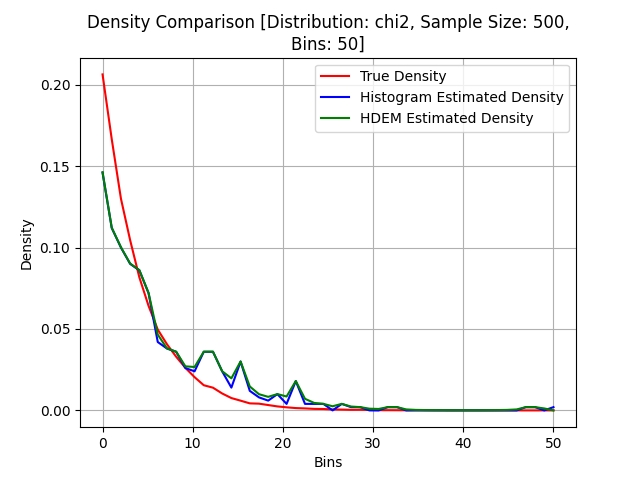 Density Comparison [Distribution: chi2, Sample Size: 500,
Bins: 50]
True Density
Histogram Estimated Density
HDEM Estimated Density
Density
0.20
0.15
0.10
0.05
0.00
0 10 20 30 40 50
Bins